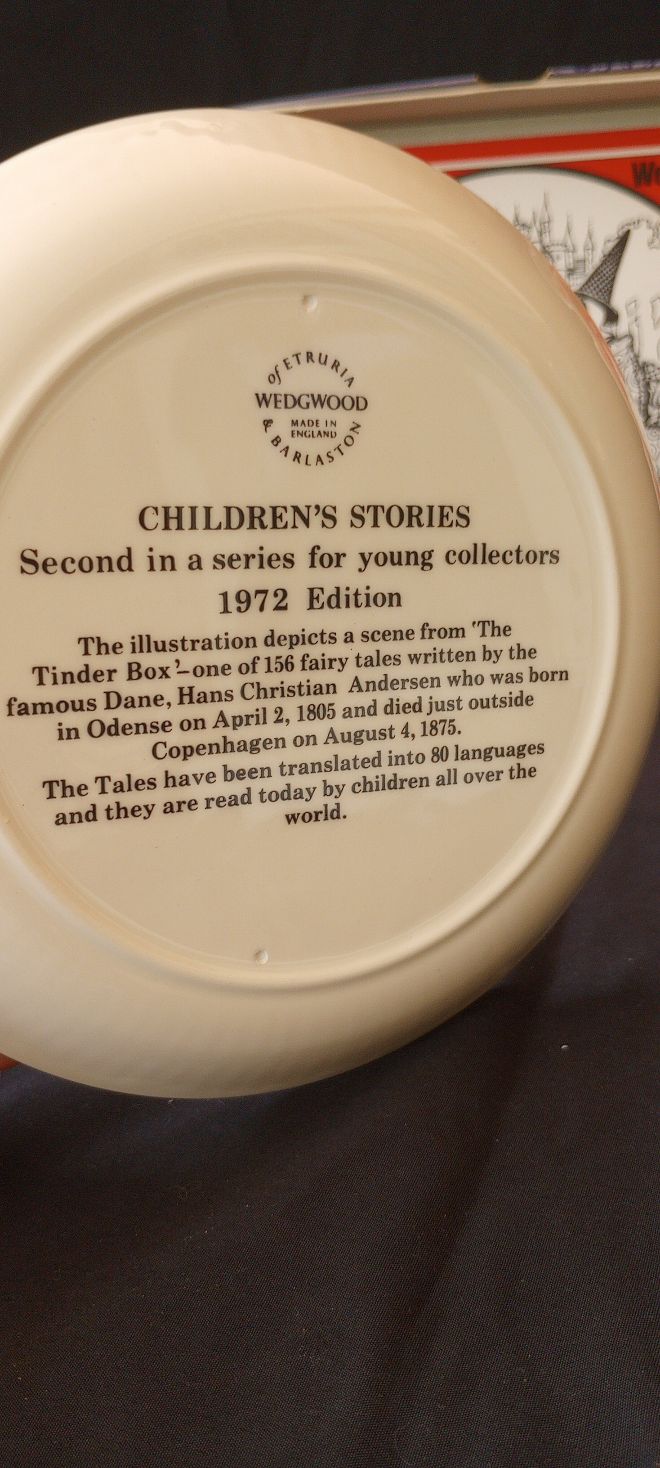 of ETRURIA
WEDGWOOD
MADE IN
ENGLAND
& BARLASTON
CHILDREN'S STORIES
Second in a series for young collectors
1972 Edition
The illustration depicts a scene from 'The
Tinder Box'–one of 156 fairy tales written by the
famous Dane, Hans Christian Andersen who was born
in Odense on April 2, 1805 and died just outside
Copenhagen on August 4, 1875.
The Tales have been translated into 80 languages
and they are read today by children all over the
world.